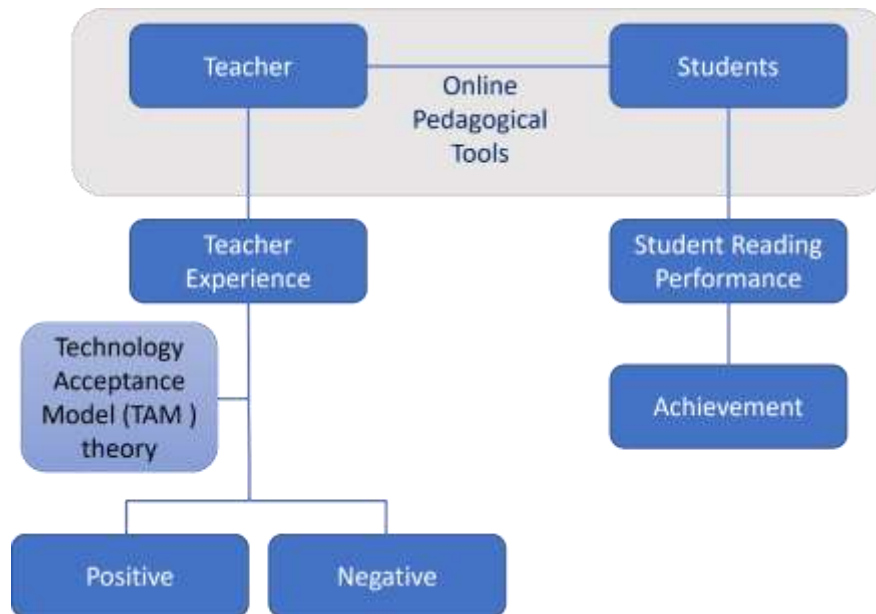 Teacher
Students
Online
Pedagogical
Tools
Teacher
Experience
Student Reading
Performance
Technology
Acceptance
Model (TAM )
theory
Achievement
Positive
Negative